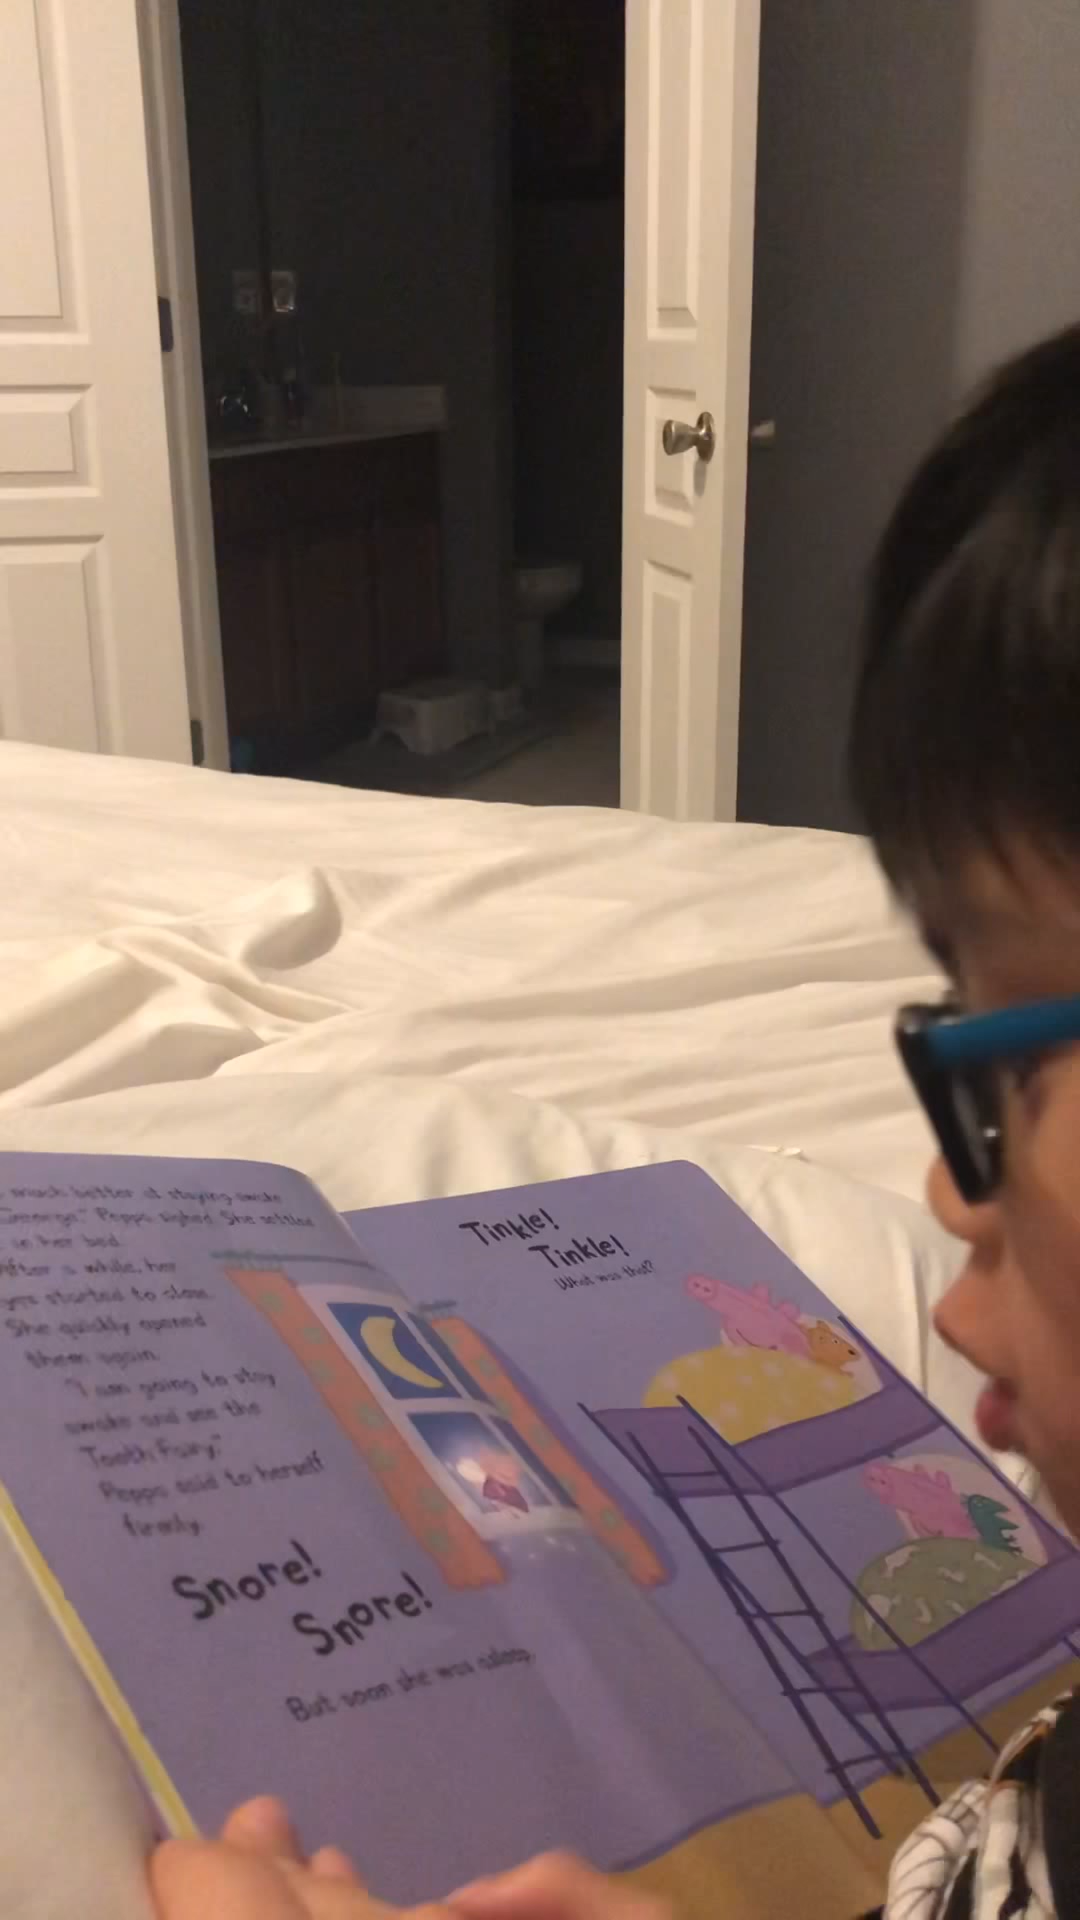 much better at staying awake
George." Peppa sighed. She settled
in her bed.
After a while, her
eyes started to close.
She quickly opened
them again.
"I am going to stay
awake and see the
Tooth Fairy,"
Peppa said to herself
firmly.
Snore!
Snore!
But soon she was asleep.
Tinkle!
Tinkle!
What was that?